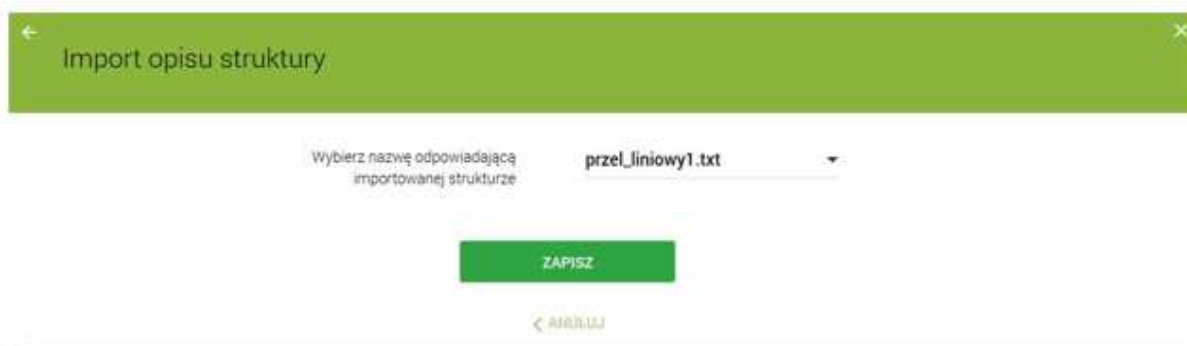 Import opisu struktury
Wybierz nazwę odpowiadającą
importowanej strukturze
przel_liniowy1.txt
ZAPISZ
ANULUJ